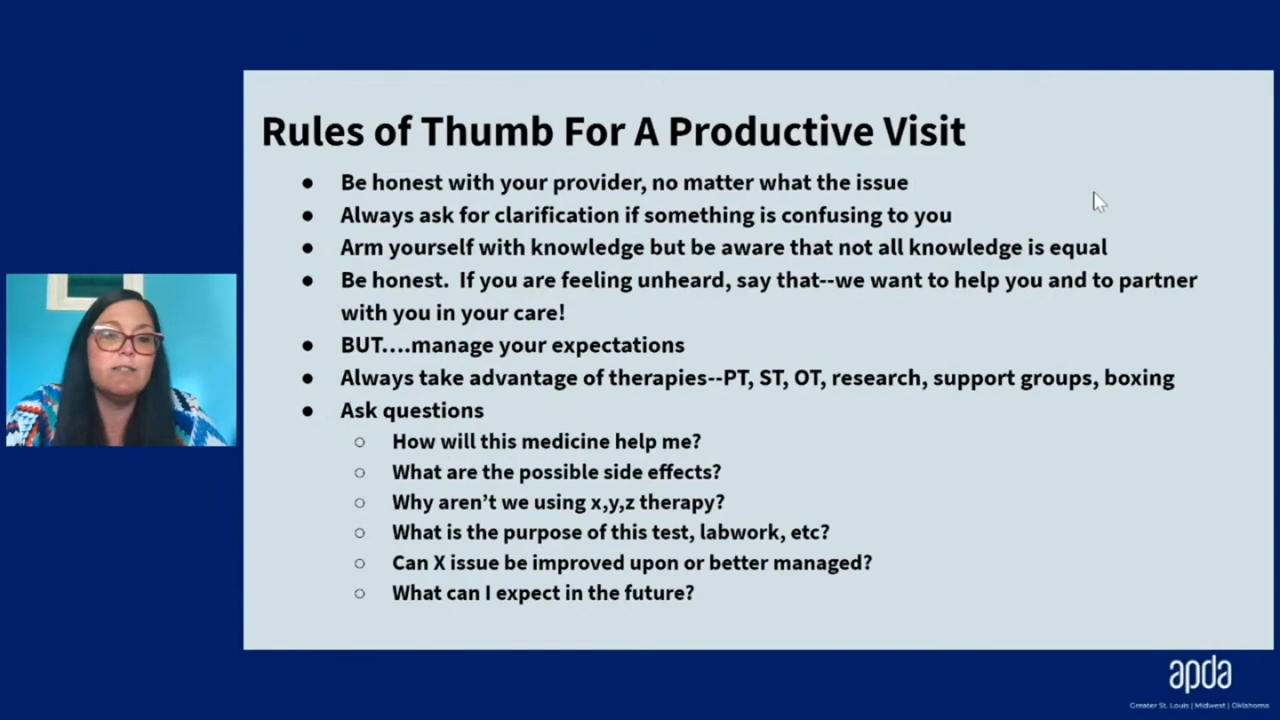 Rules of Thumb For A Productive Visit
● Be honest with your provider, no matter what the issue
● Always ask for clarification if something is confusing to you
● Arm yourself with knowledge but be aware that not all knowledge is equal
● Be honest.  If you are feeling unheard, say that--we want to help you and to partner
with you in your care!
● BUT....manage your expectations
● Always take advantage of therapies--PT, ST, OT, research, support groups, boxing
● Ask questions
○ How will this medicine help me?
○ What are the possible side effects?
○ Why aren't we using x,y,z therapy?
○ What is the purpose of this test, labwork, etc?
○ Can X issue be improved upon or better managed?
○ What can I expect in the future?
apda
Greater St. Louis | Midwest | Oklahoma